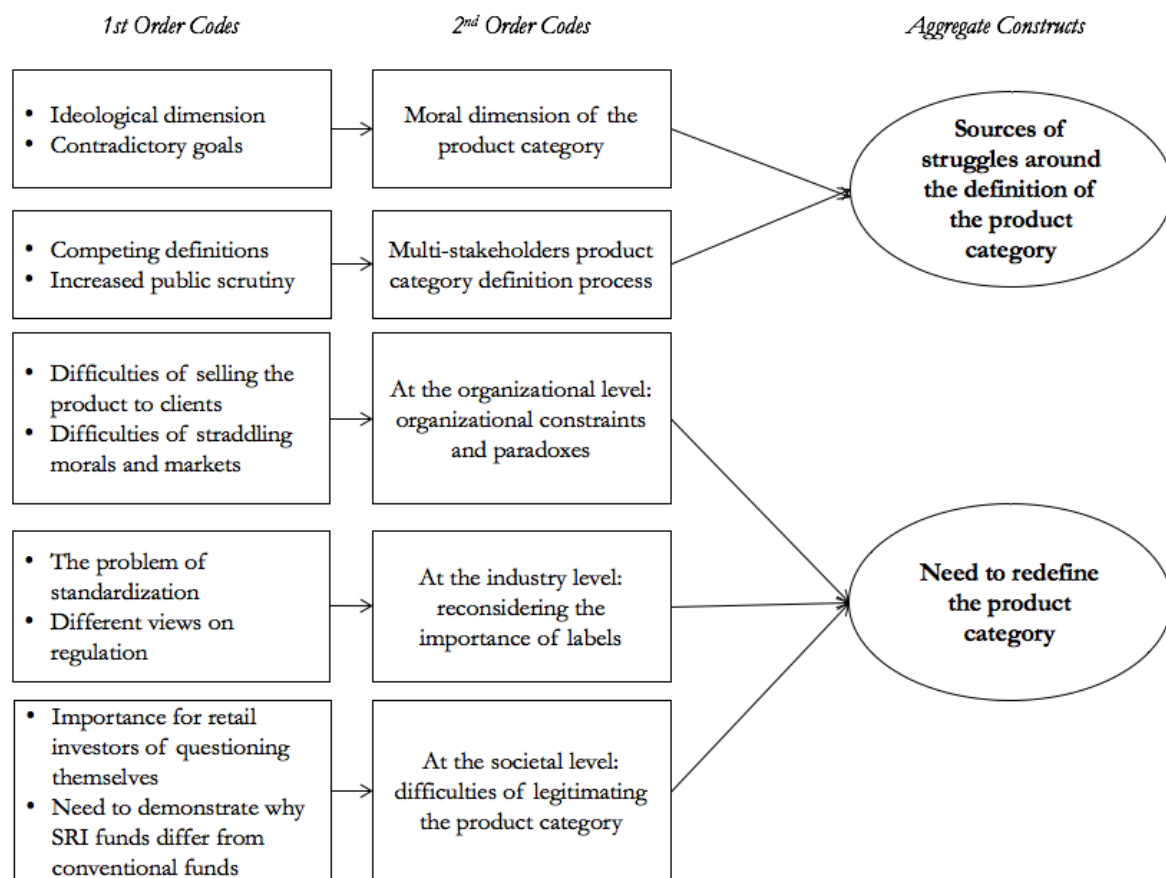 1st Order Codes
2nd Order Codes
Aggregate Constructs
• Ideological dimension
• Contradictory goals
Moral dimension of the
product category
Sources of
struggles around
the definition of
the product
category
• Competing definitions
• Increased public scrutiny
Multi-stakeholders product
category definition process
• Difficulties of selling the
product to clients
• Difficulties of straddling
morals and markets
At the organizational level:
organizational constraints
and paradoxes
• The problem of
standardization
• Different views on
regulation
At the industry level:
reconsidering the
importance of labels
Need to redefine
the product
category
• Importance for retail
investors of questioning
themselves
• Need to demonstrate why
SRI funds differ from
conventional funds
At the societal level:
difficulties of legitimating
the product category